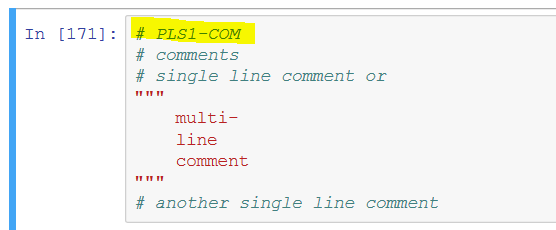 In [171]: # PLS1-COM
# comments
# single line comment or
"""
multi-
line
comment
"""
# another single line comment